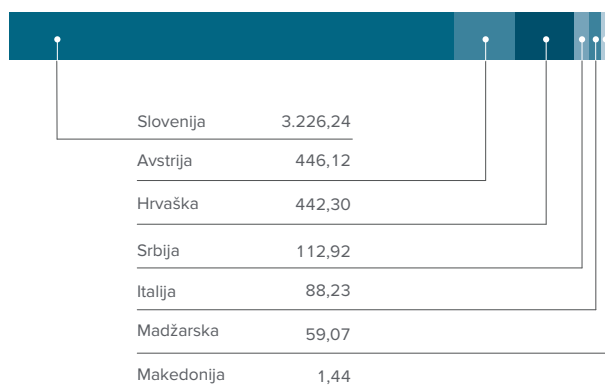 Slovenija 3.226,24
Avstrija 446,12
Hrvaška 442,30
Srbija 112,92
Italija 88,23
Madžarska 59,07
Makedonija 1,44